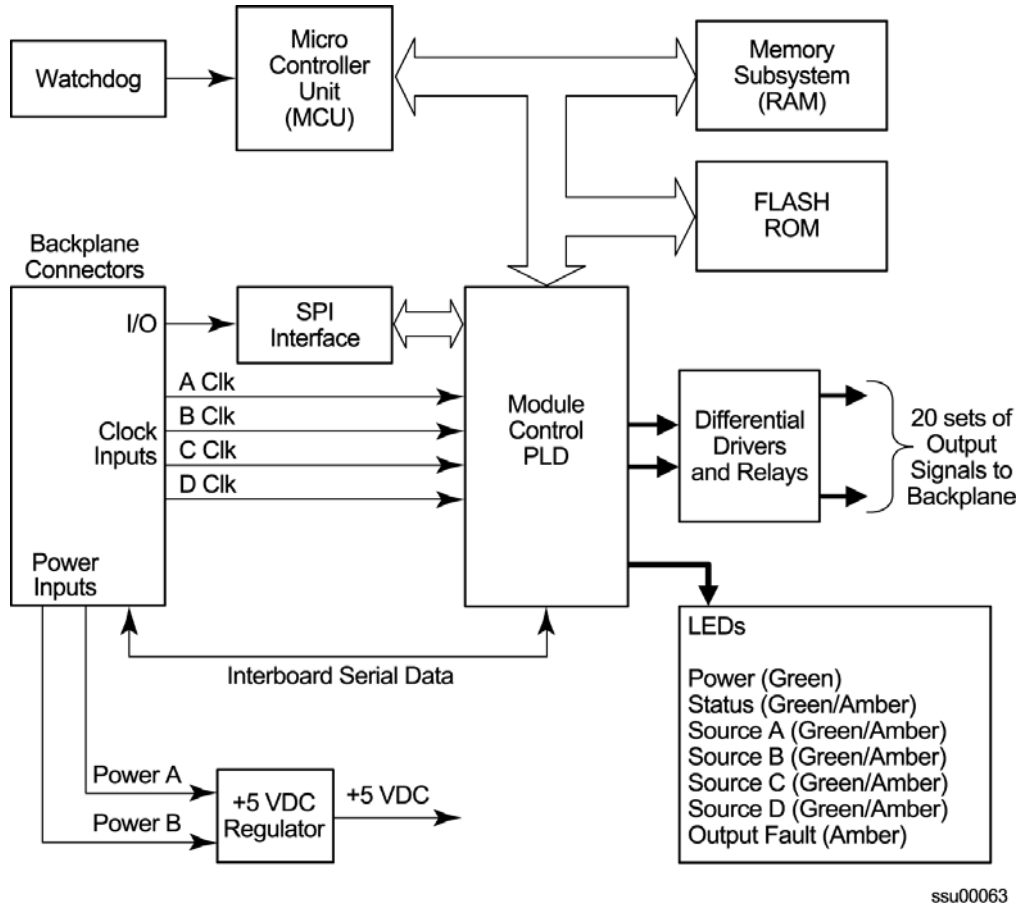 Watchdog
Micro
Controller
Unit
(MCU)
Memory
Subsystem
(RAM)
FLASH
ROM
Backplane
Connectors
I/O
SPI
Interface
A Clk
B Clk
C Clk
D Clk
Clock
Inputs
Module
Control
PLD
Differential
Drivers
and Relays
20 sets of
Output
Signals to
Backplane
Power
Inputs
Interboard Serial Data
LEDs
Power (Green)
Status (Green/Amber)
Source A (Green/Amber)
Source B (Green/Amber)
Source C (Green/Amber)
Source D (Green/Amber)
Output Fault (Amber)
Power A
Power B
+5 VDC
Regulator
+5 VDC
ssu00063